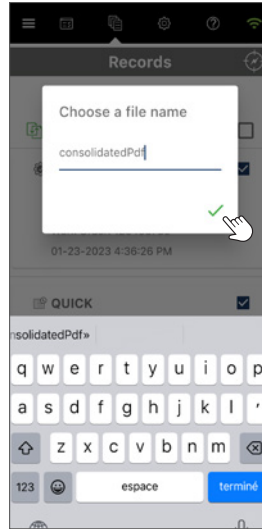 Records
Choose a file name
consolidatedPdf
01-23-2023 4:36:26 PM
QUICK
nsolidatedPdf»
q w e r t y u i o p
a s d f g h j k l
z x c v b n m
123 espace terminé